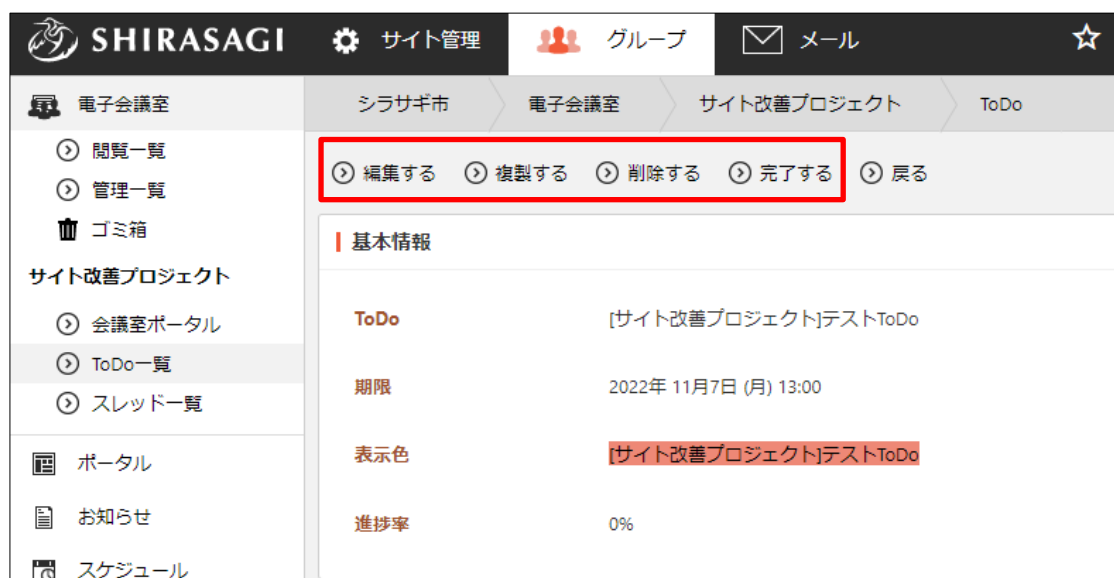 SHIRASAGI サイト管理 グループ メール
電子会議室
閲覧一覧
管理一覧
ゴミ箱
サイト改善プロジェクト
会議室ポータル
ToDo一覧
スレッド一覧
ポータル
お知らせ
スケジュール
シラサギ市 電子会議室 サイト改善プロジェクト ToDo
編集する 複製する 削除する 完了する 戻る
基本情報
ToDo [サイト改善プロジェクト]テストToDo
期限 2022年 11月7日 (月) 13:00
表示色 [サイト改善プロジェクト]テストToDo
進捗率 0%